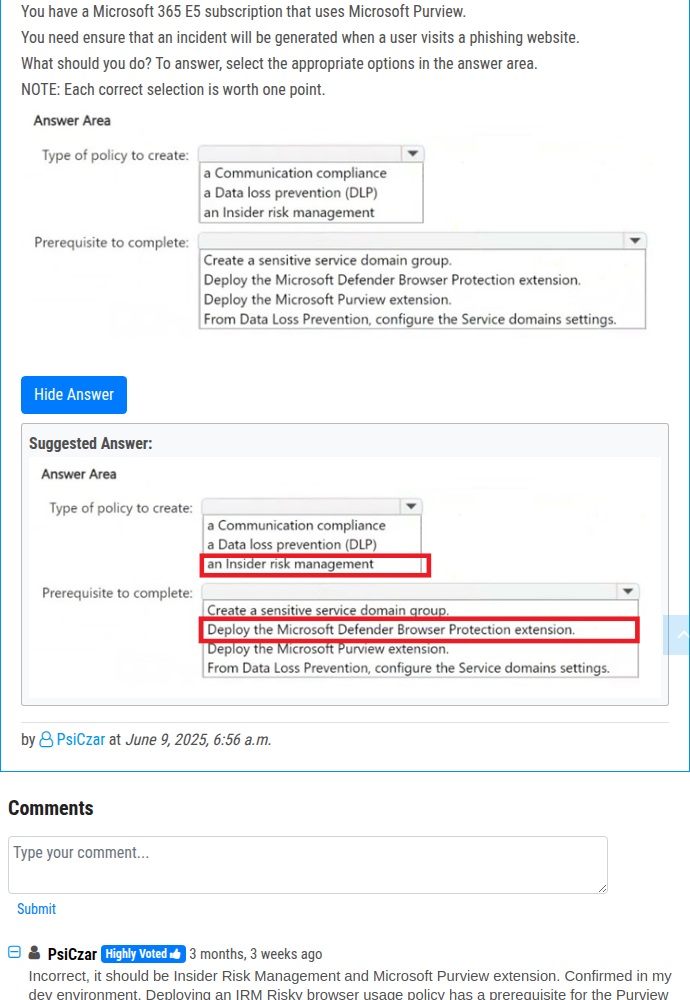 You have a Microsoft 365 E5 subscription that uses Microsoft Purview.
You need ensure that an incident will be generated when a user visits a phishing website.
What should you do? To answer, select the appropriate options in the answer area.
NOTE: Each correct selection is worth one point.
Answer Area
Type of policy to create:
a Communication compliance
a Data loss prevention (DLP)
an Insider risk management
Prerequisite to complete:
Create a sensitive service domain group.
Deploy the Microsoft Defender Browser Protection extension.
Deploy the Microsoft Purview extension.
From Data Loss Prevention, configure the Service domains settings.
Hide Answer
Suggested Answer:
Answer Area
Type of policy to create:
a Communication compliance
a Data loss prevention (DLP)
an Insider risk management
Prerequisite to complete:
Create a sensitive service domain group.
Deploy the Microsoft Defender Browser Protection extension.
Deploy the Microsoft Purview extension.
From Data Loss Prevention, configure the Service domains settings.
by PsiCzar at June 9, 2025, 6:56 a.m.
Comments
Type your comment...
Submit
PsiCzar Highly Voted 3 months, 3 weeks ago
Incorrect, it should be Insider Risk Management and Microsoft Purview extension. Confirmed in my
dev environment. Deploying an IRM Risky browser usage policy has a prerequisite for the Purview